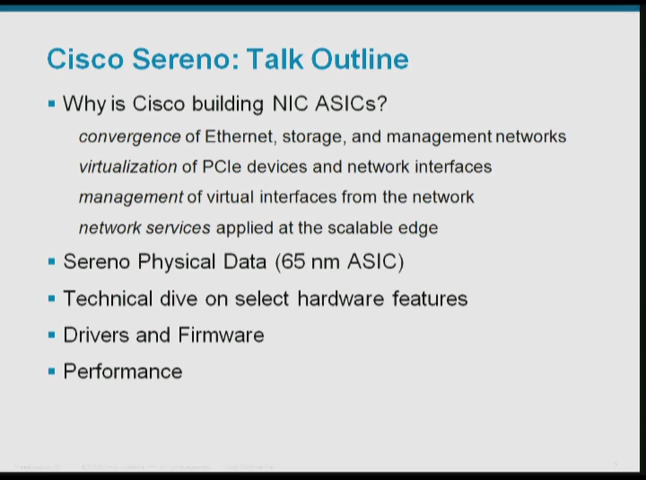 Cisco Sereno: Talk Outline
Why is Cisco building NIC ASICs?
convergence of Ethernet, storage, and management networks
virtualization of PCIe devices and network interfaces
management of virtual interfaces from the network
network services applied at the scalable edge
Sereno Physical Data (65 nm ASIC)
Technical dive on select hardware features
Drivers and Firmware
Performance